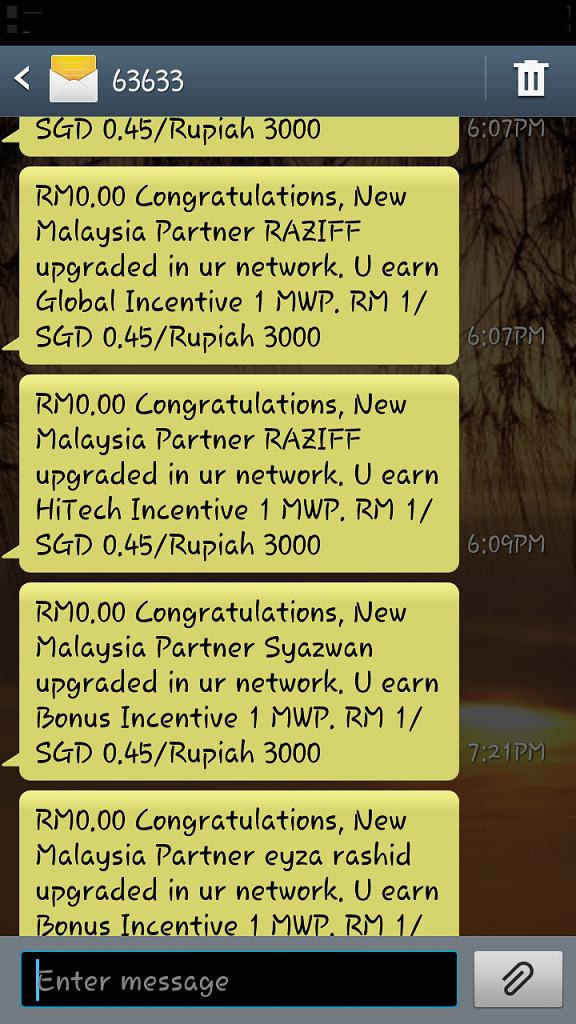 63633
SGD 0.45/Rupiah 3000
6:07PM
RM0.00 Congratulations, New
Malaysia Partner RAZIFF
upgraded in ur network. U earn
Global Incentive 1 MWP. RM 1/
SGD 0.45/Rupiah 3000
6:07PM
RM0.00 Congratulations, New
Malaysia Partner RAZIFF
upgraded in ur network. U earn
HiTech Incentive 1 MWP. RM 1/
SGD 0.45/Rupiah 3000
6:09PM
RM0.00 Congratulations, New
Malaysia Partner Syazwan
upgraded in ur network. U earn
Bonus Incentive 1 MWP. RM 1/
SGD 0.45/Rupiah 3000
7:21PM
RM0.00 Congratulations, New
Malaysia Partner eyza rashid
upgraded in ur network. U earn
Bonus Incentive 1 MWP. RM 1/
Enter message